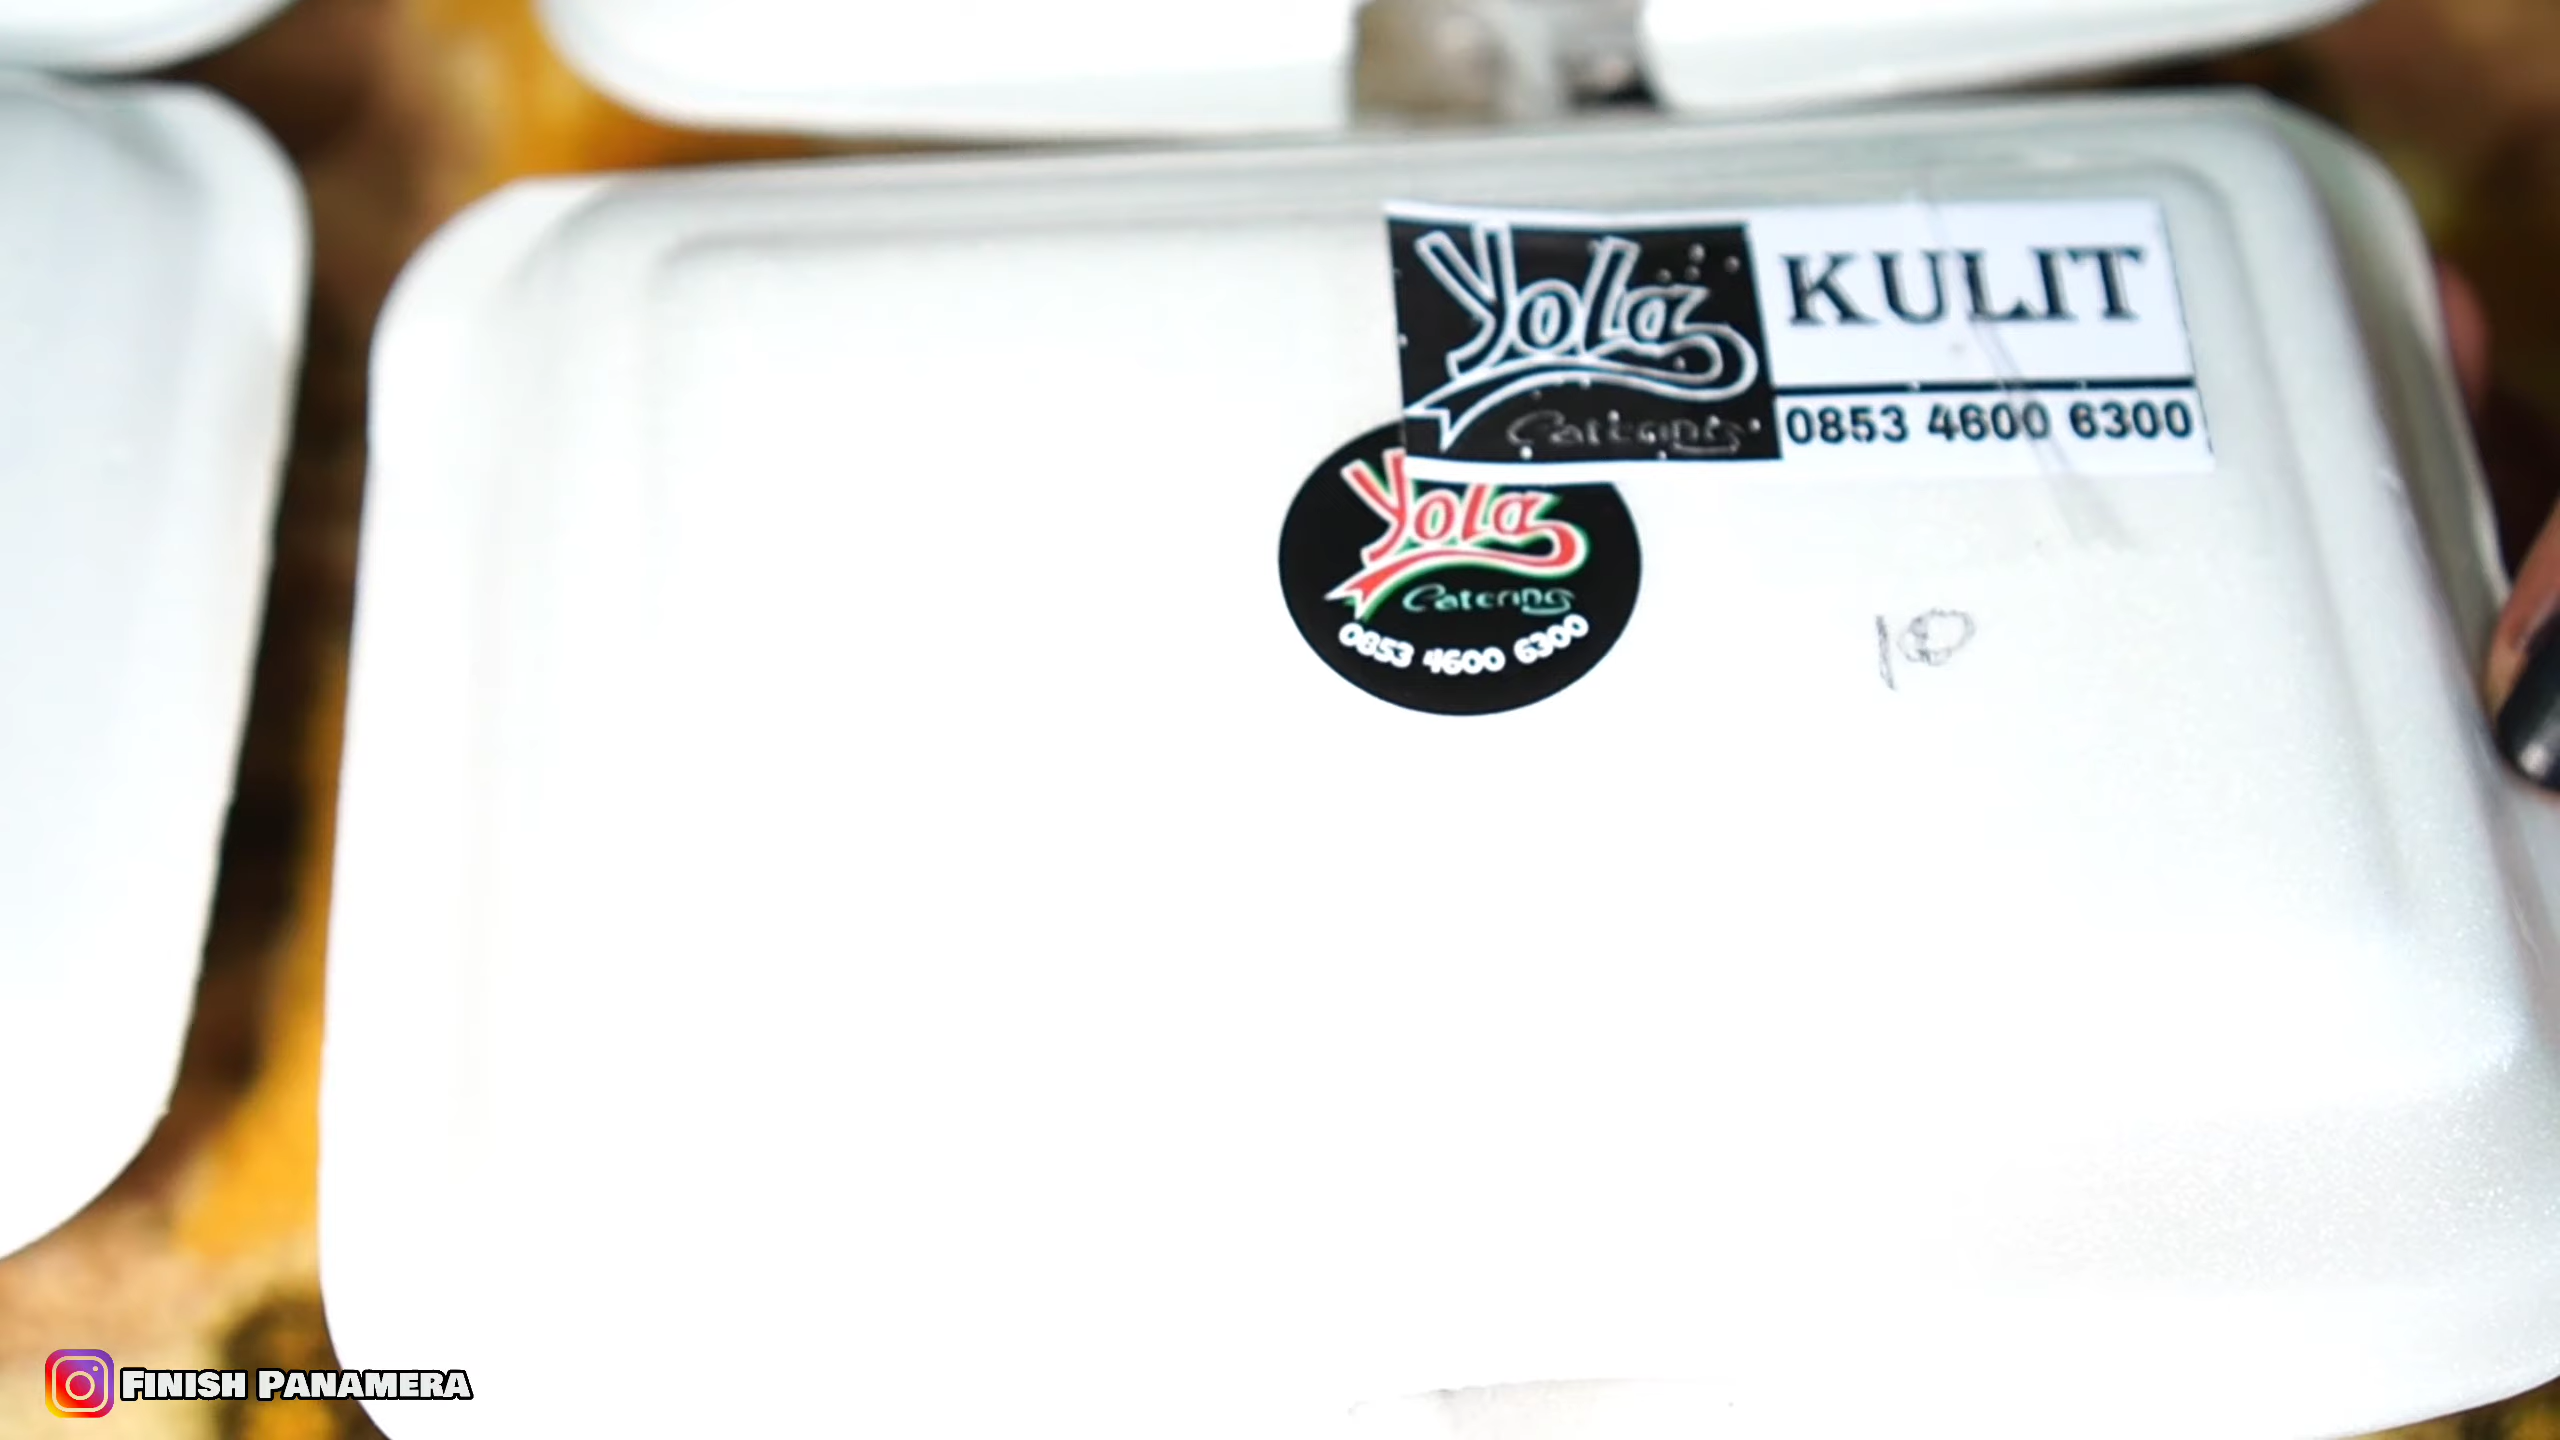 Yola
Catering
KULIT
0853 4600 6300
Yola
Catering
0853 4600 6300
10
FINISH PANAMERA